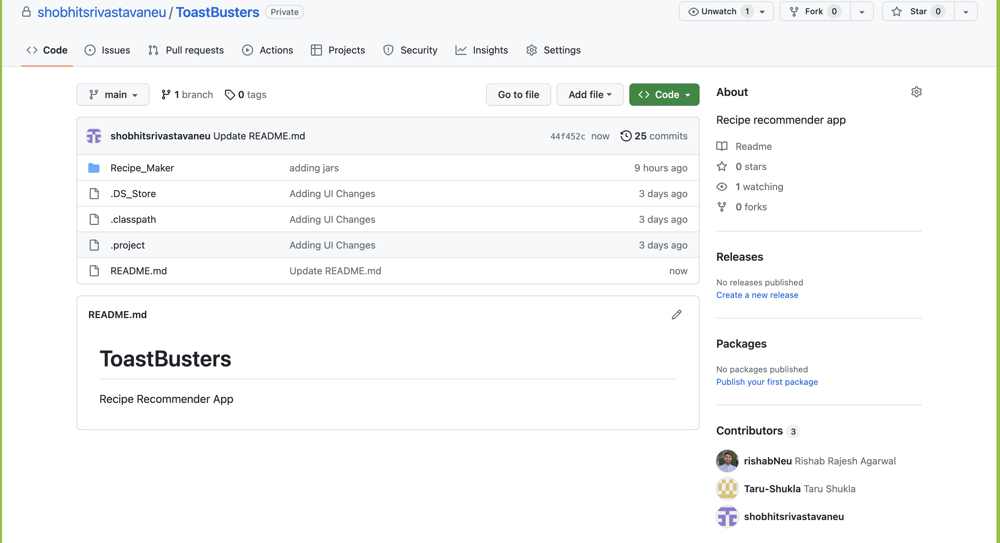 shobhitsrivastavaneu / ToastBusters Private Unwatch 1 Fork 0 Star 0
Code Issues Pull requests Actions Projects Security Insights Settings
main 1 branch 0 tags Go to file Add file Code
shobhitsrivastavaneu Update README.md 44f452c now 25 commits
Recipe_Maker adding jars 9 hours ago
.DS_Store Adding UI Changes 3 days ago
.classpath Adding UI Changes 3 days ago
.project Adding UI Changes 3 days ago
README.md Update README.md now
README.md
ToastBusters
Recipe Recommender App
About
Recipe recommender app
Readme
0 stars
1 watching
0 forks
Releases
No releases published
Create a new release
Packages
No packages published
Publish your first package
Contributors 3
rishabNeu Rishab Rajesh Agarwal
Taru-Shukla Taru Shukla
shobhitsrivastavaneu